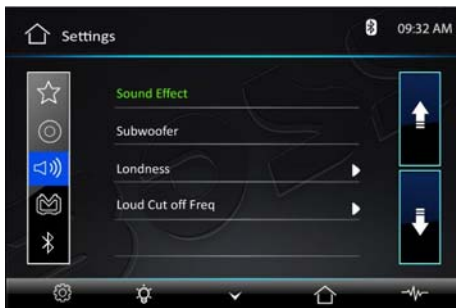 Settings
09:32 AM
Sound Effect
Subwoofer
Londness
Loud Cut off Freq